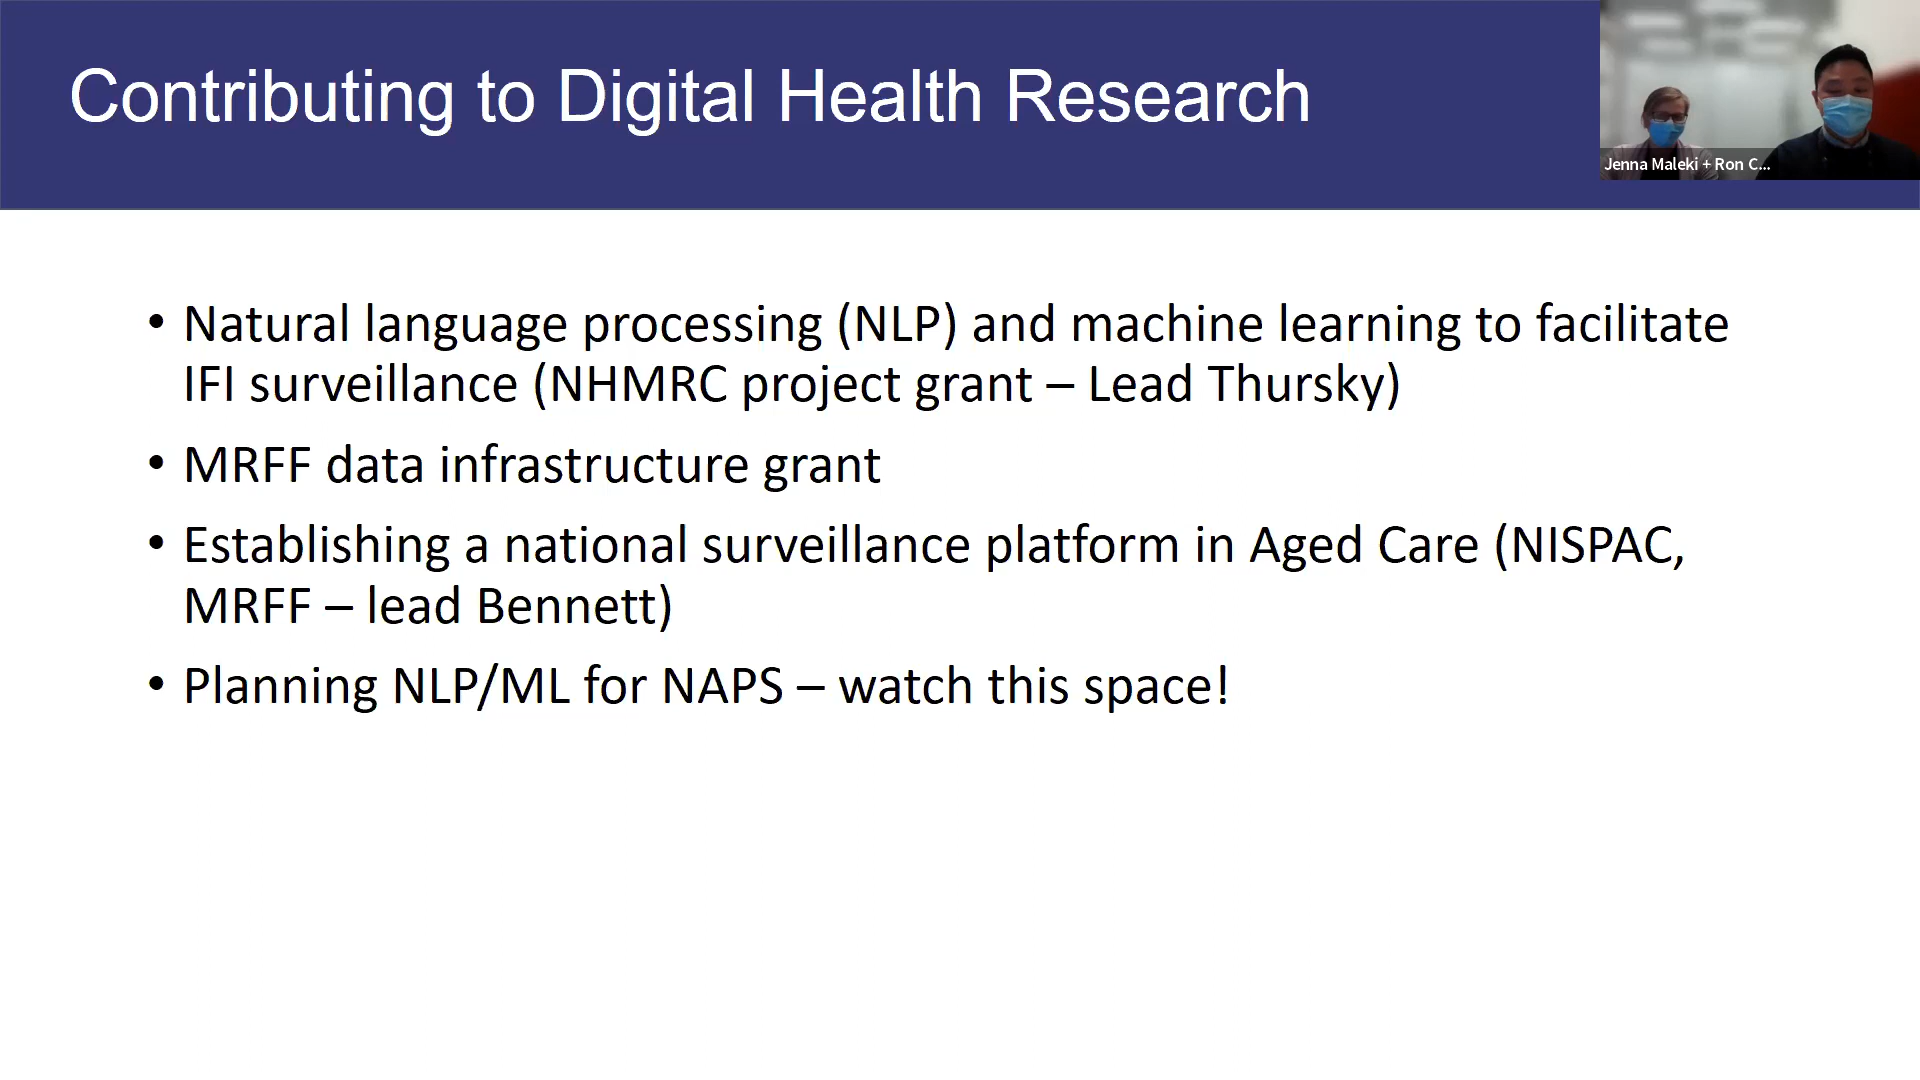 Contributing to Digital Health Research
Jenna Maleki + Ron C...
• Natural language processing (NLP) and machine learning to facilitate
IFI surveillance (NHMRC project grant – Lead Thursky)
• MRFF data infrastructure grant
• Establishing a national surveillance platform in Aged Care (NISPAC,
MRFF – lead Bennett)
• Planning NLP/ML for NAPS – watch this space!